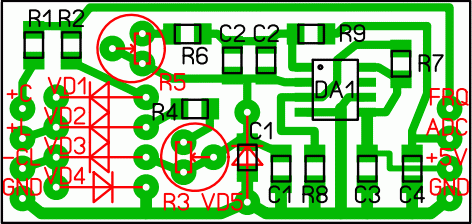 R1 R2 C2 C2 R9
R6
R7
R5
DA1
+C VD1
FRQ
R4
VD2
+L
C1
ADC
VD3
-CL
+5V
VD4
GND
R3 VD5 C1 R8 C3 C4
GND